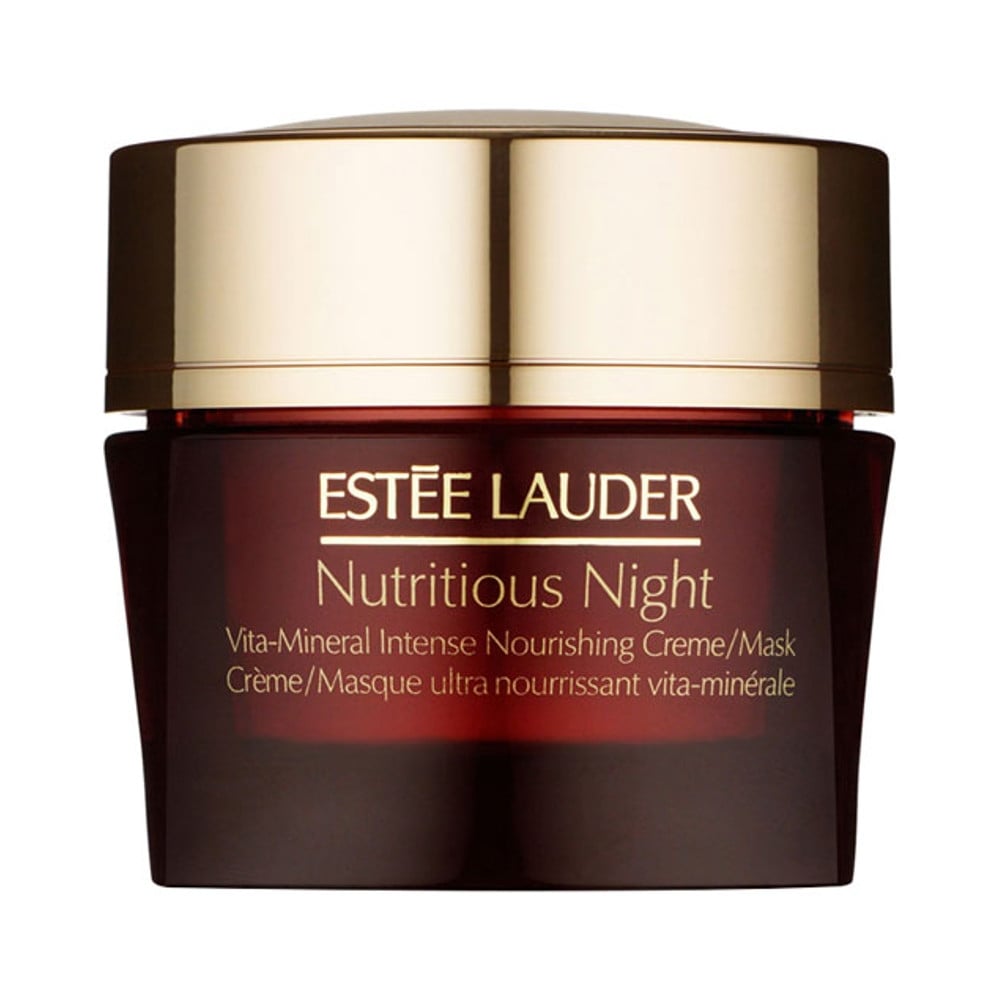 ESTĒE LAUDER
Nutritious Night
Vita-Mineral Intense Nourishing Creme/Mask
Crème/Masque ultra nourrissant vita-minérale